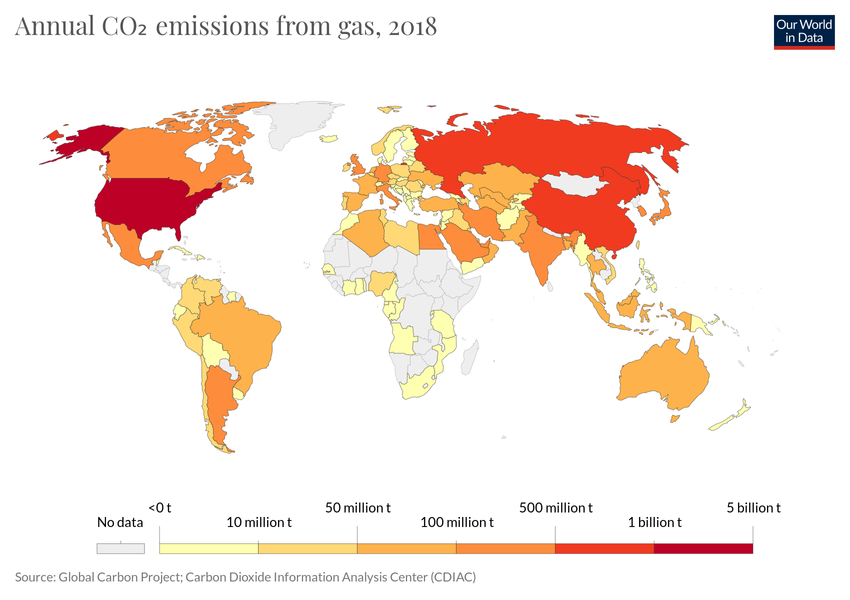 Annual CO₂ emissions from gas, 2018
Our World
in Data
<0 t
50 million t
500 million t
5 billion t
No data
10 million t
100 million t
1 billion t
Source: Global Carbon Project; Carbon Dioxide Information Analysis Center (CDIAC)